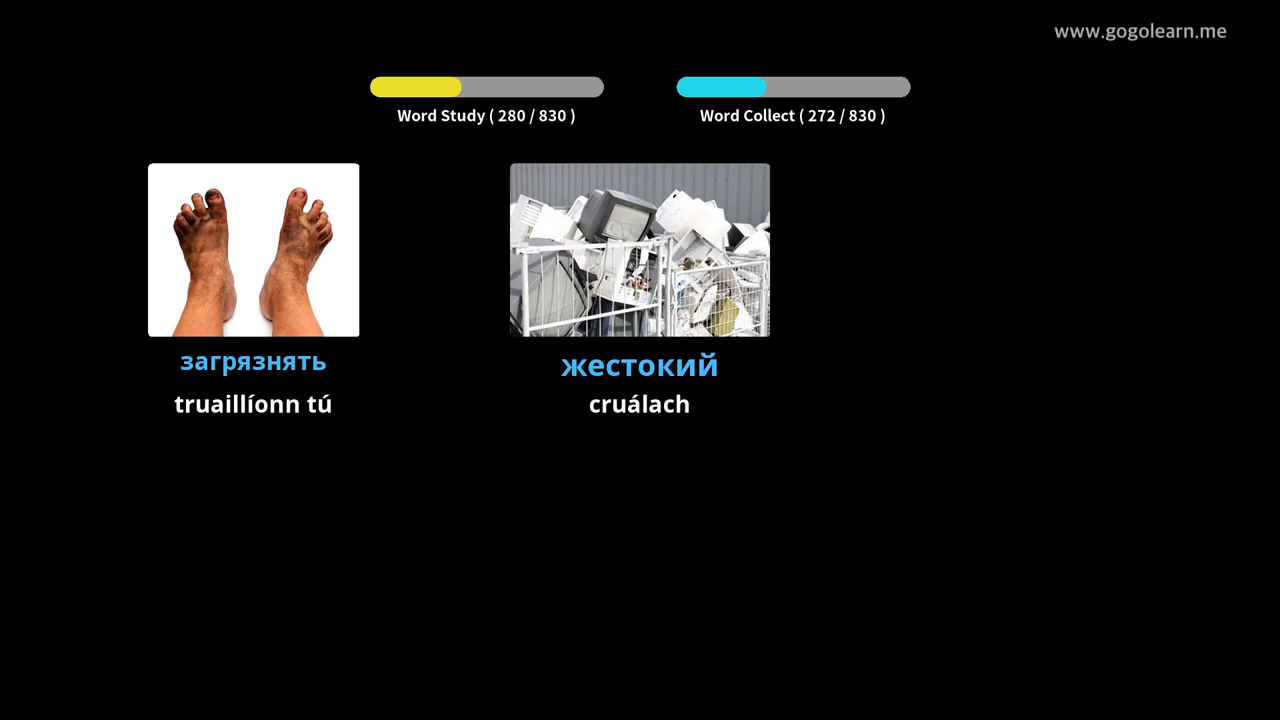 www.gogolearn.me
Word Study ( 280 / 830 )
Word Collect ( 272 / 830 )
загрязнять
truaillíonn tú
жестокий
cruálach